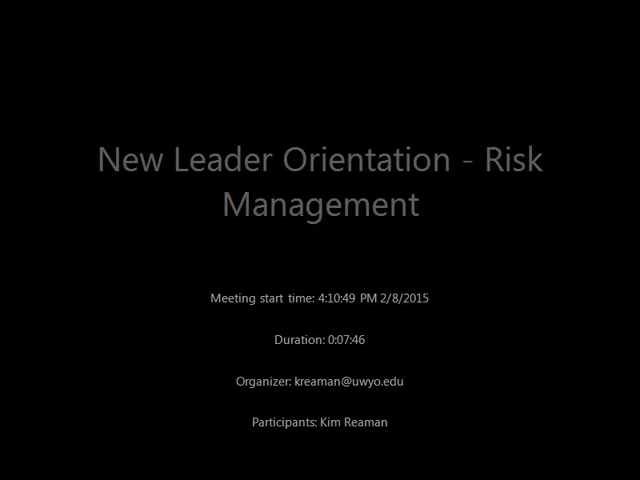 New Leader Orientation - Risk
Management
Meeting start time: 4:10:49 PM 2/8/2015
Duration: 0:07:46
Organizer: kreaman@uwyo.edu
Participants: Kim Reaman